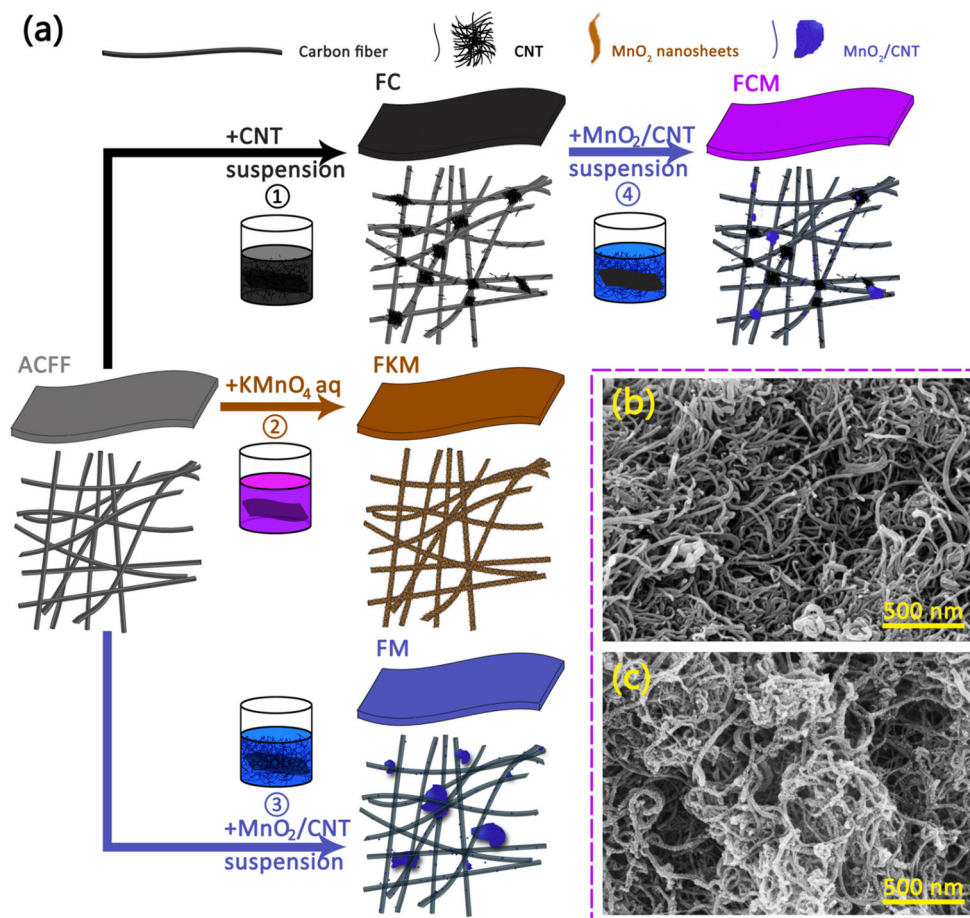 (a)
Carbon fiber
CNT
MnO₂ nanosheets
MnO₂/CNT
FC
FCM
+CNT
suspension
①
+MnO₂/CNT
suspension
④
ACFF
+KMnO₄ aq
②
FKM
(b)
500 nm
FM
③
+MnO₂/CNT
suspension
(c)
500 nm